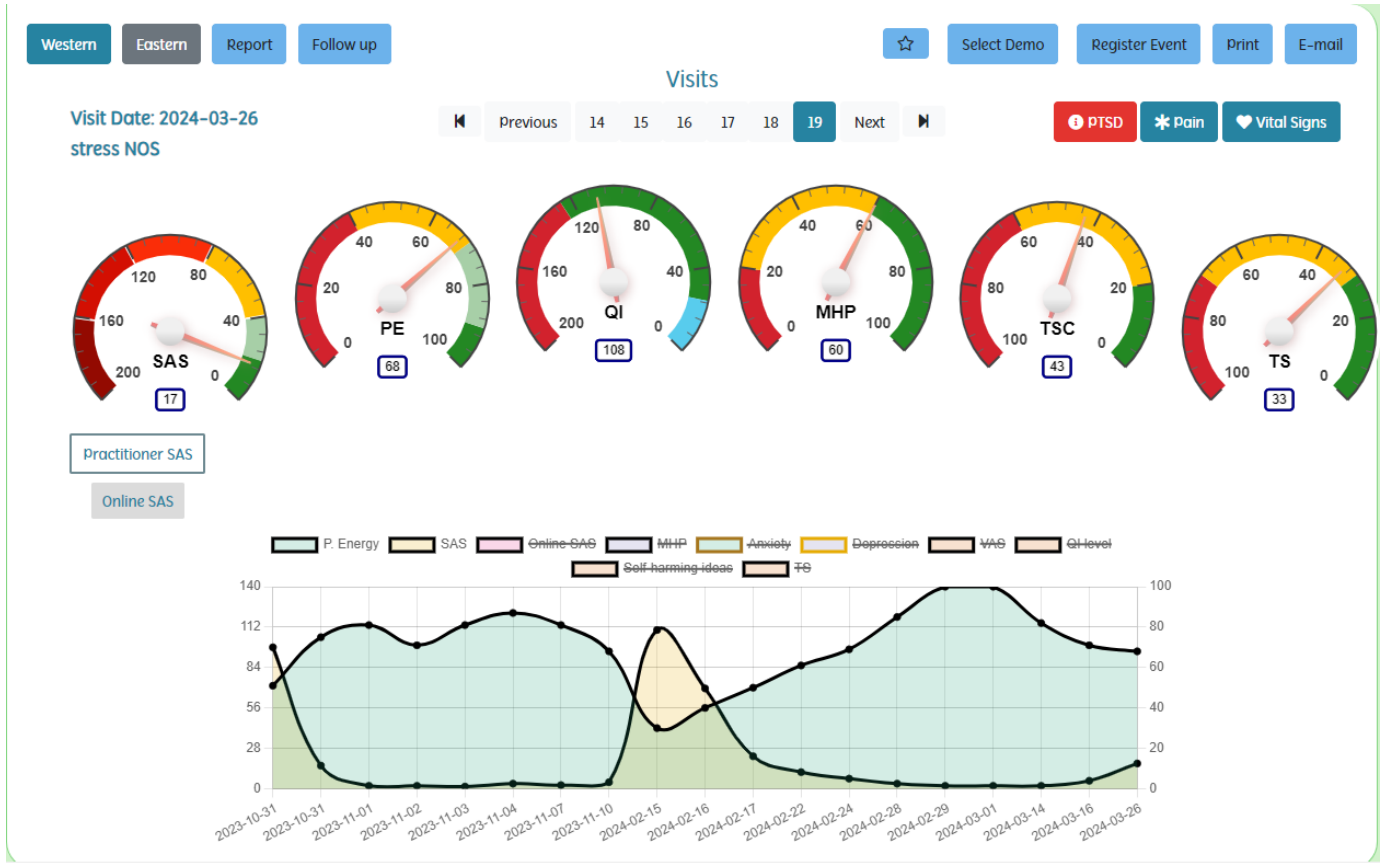 Western Eastern Report Follow up Select Demo Register Event Print E-mail
Visits
Visit Date: 2024-03-26
stress NOS
Previous 14 15 16 17 18 19 Next PTSD Pain Vital Signs
0 40 80 120 160 200 SAS 17
0 20 40 60 80 100 PE 68
0 40 80 120 160 200 QI 108
0 20 40 60 80 100 MHP 60
0 20 40 60 80 100 TSC 43
0 20 40 60 80 100 TS 33
Practitioner SAS
Online SAS
P. Energy SAS Online SAS MHP Anxiety Depression VAS QI level
Self-harming ideas TS
140 100
112 80
84 60
56 40
28 20
0 0
2023-10-31 2023-10-31 2023-11-01 2023-11-02 2023-11-03 2023-11-04 2023-11-07 2023-11-10 2024-02-15 2024-02-16 2024-02-17 2024-02-22 2024-02-24 2024-02-28 2024-02-29 2024-03-01 2024-03-14 2024-03-16 2024-03-26